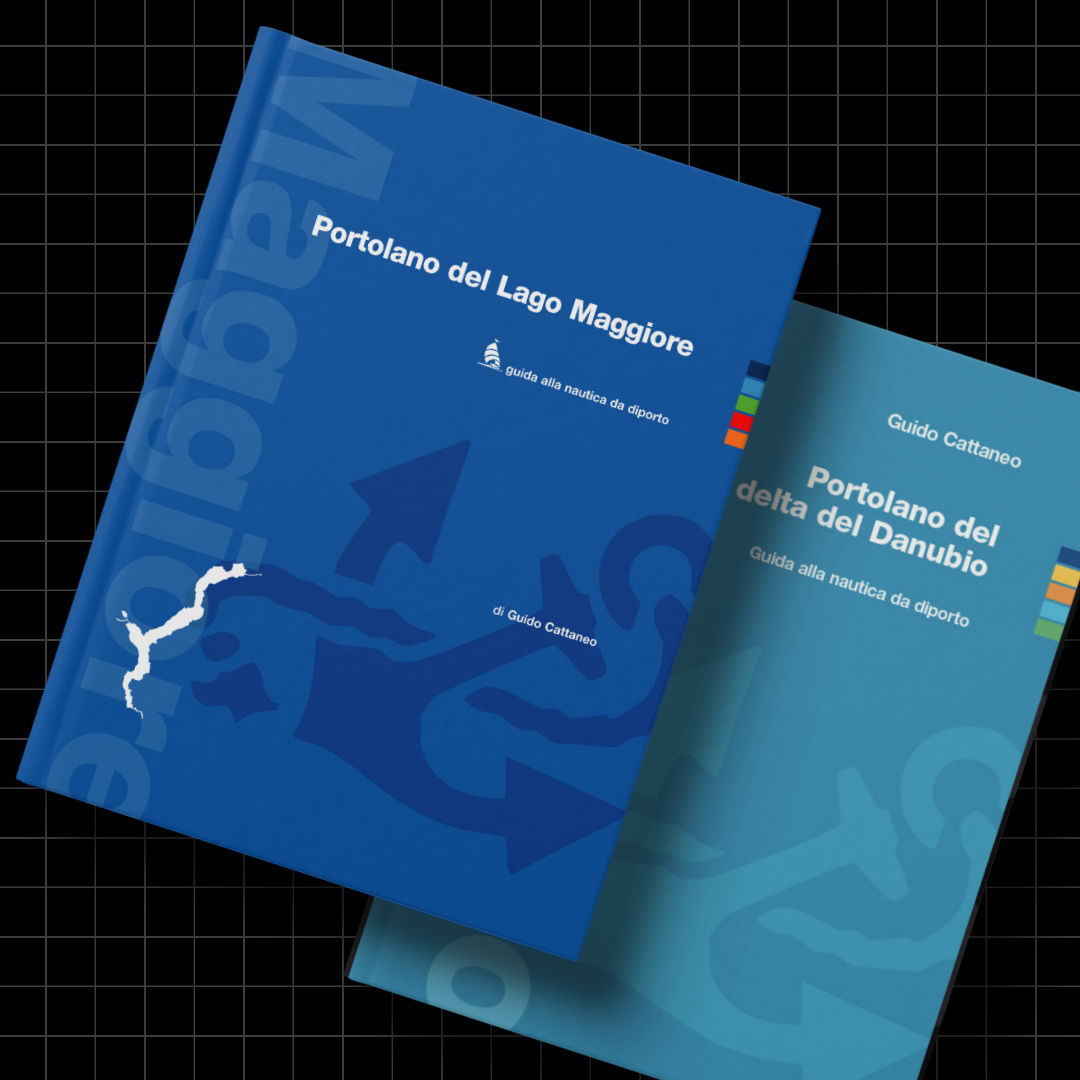 Maggiore
Portolano del Lago Maggiore
guida alla nautica da diporto
di Guido Cattaneo
Guido Cattaneo
Portolano del
delta del Danubio
Guida alla nautica da diporto
o